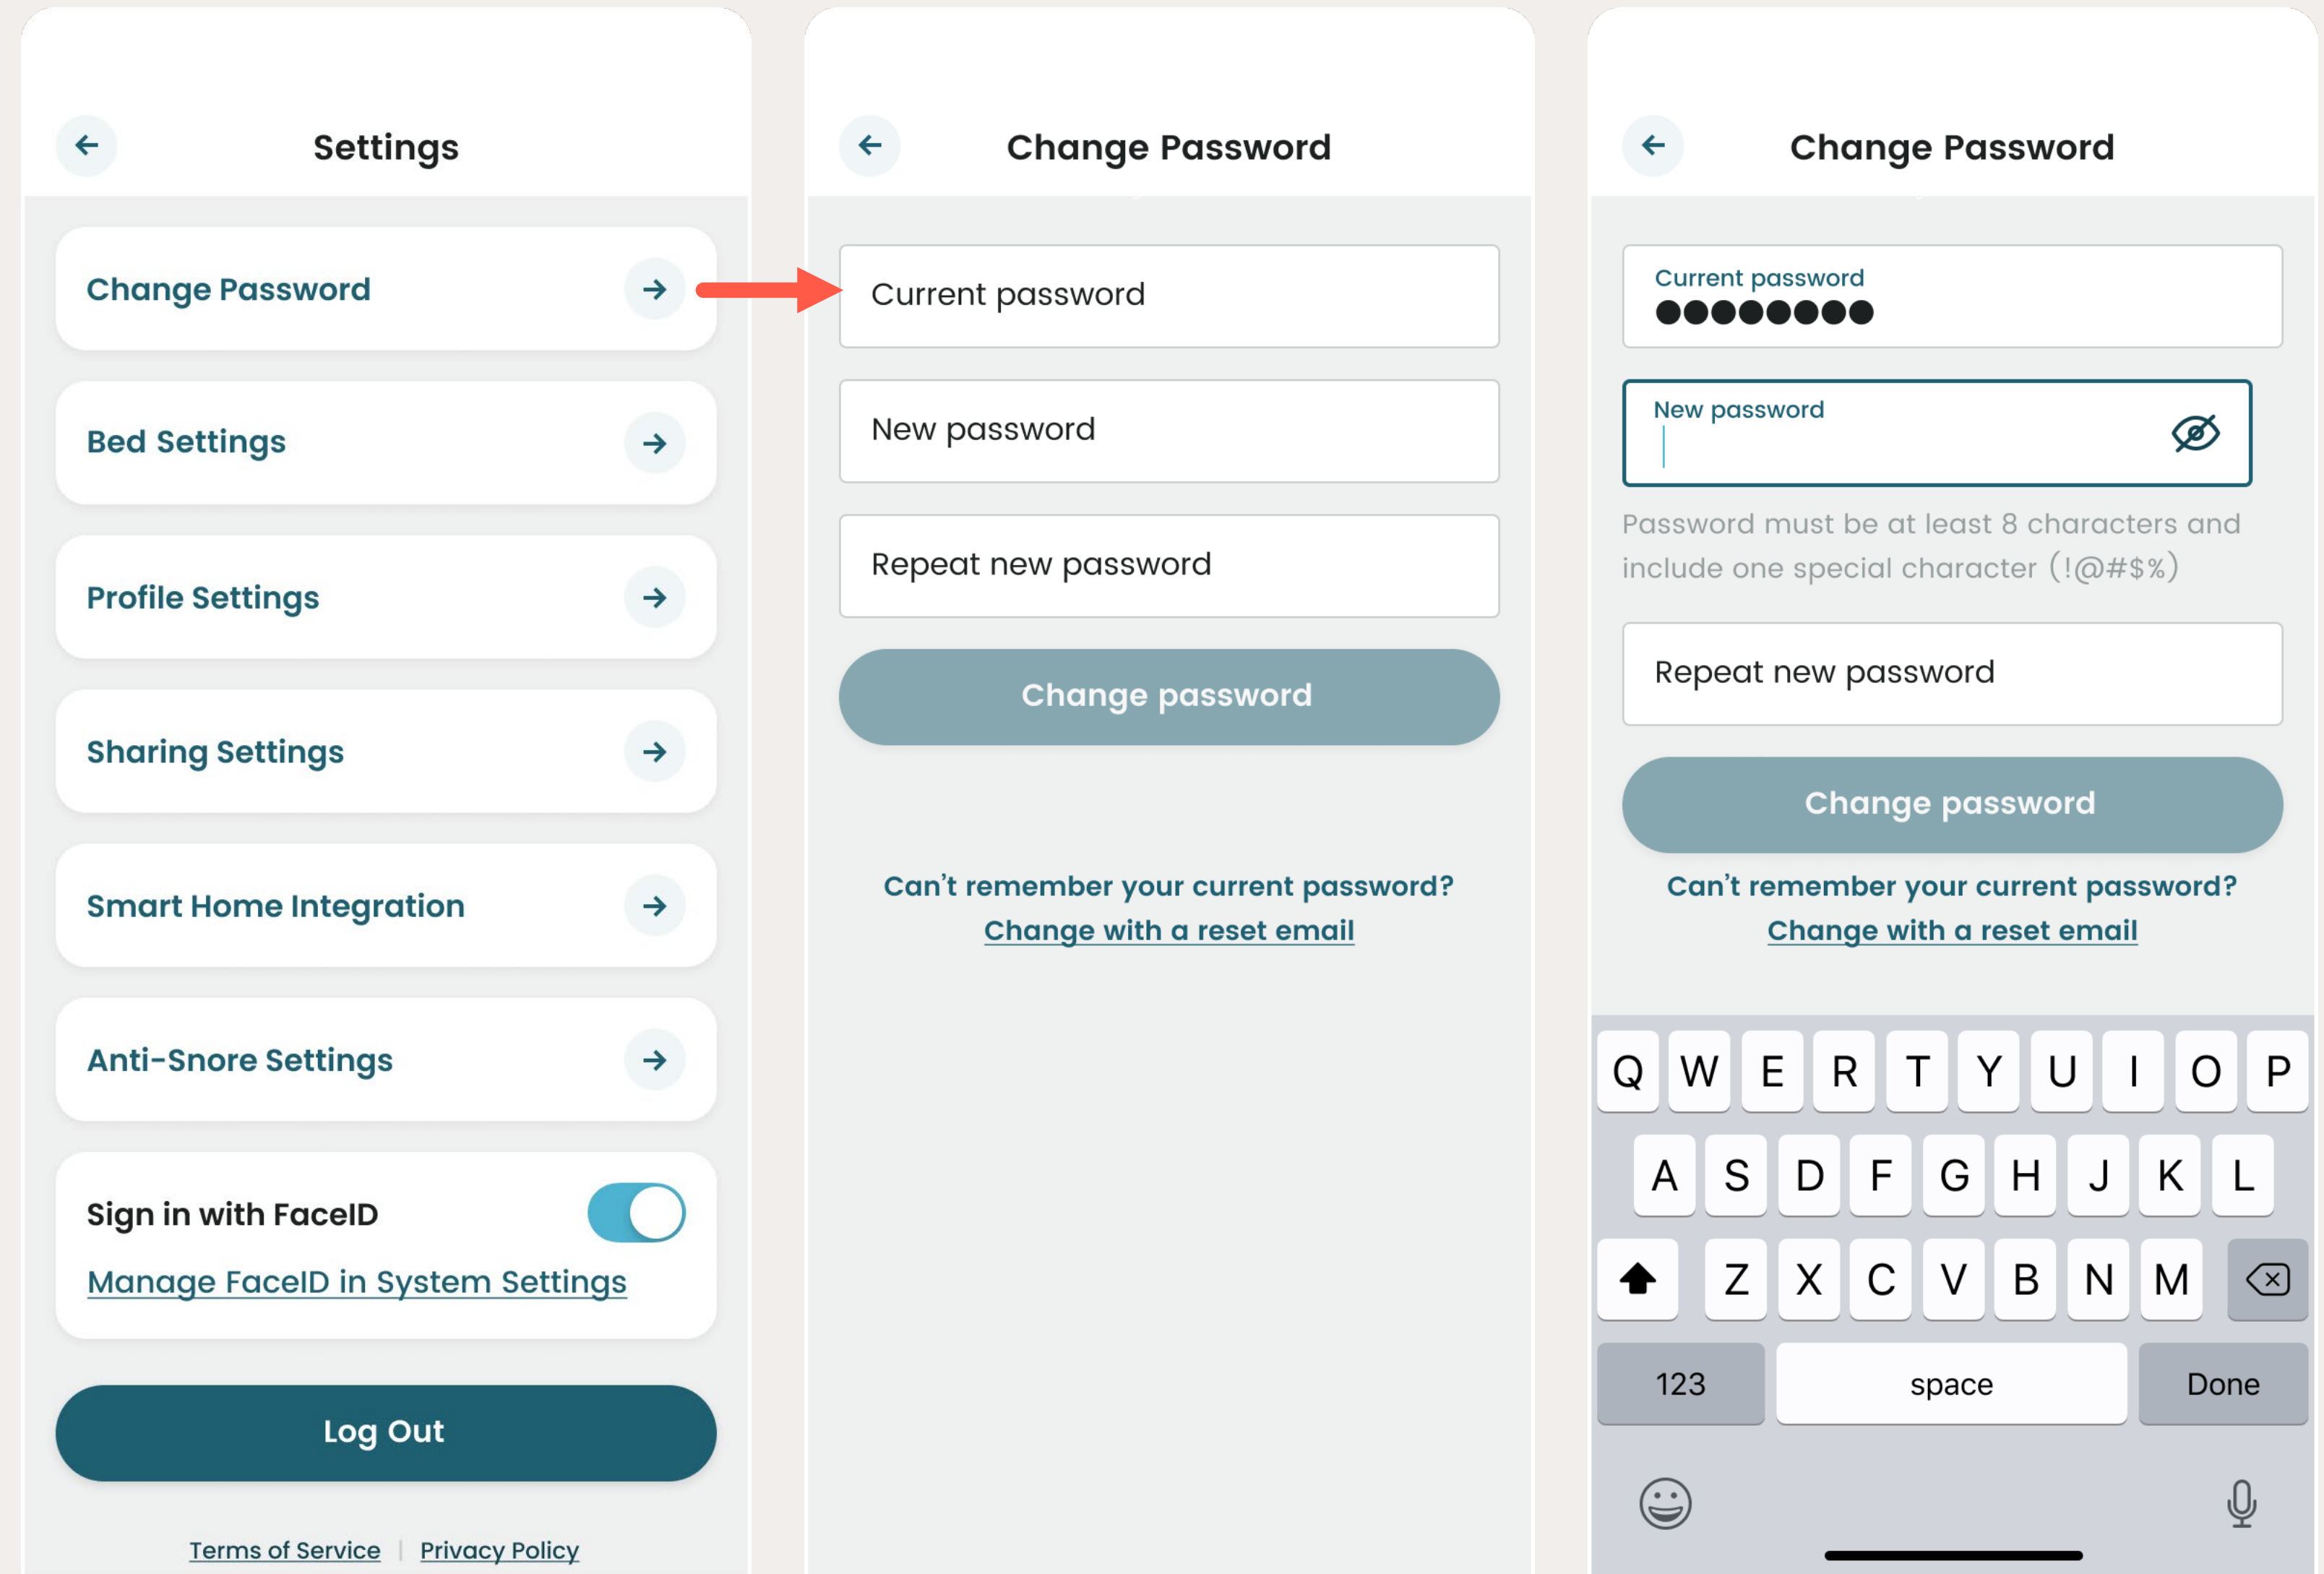 Settings
Change Password
Bed Settings
Profile Settings
Sharing Settings
Smart Home Integration
Anti-Snore Settings
Sign in with FaceID
Manage FaceID in System Settings
Log Out
Terms of Service | Privacy Policy
Change Password
Current password
New password
Repeat new password
Change password
Can't remember your current password?
Change with a reset email
Change Password
Current password
●●●●●●●●
New password
Password must be at least 8 characters and
include one special character (!@#$%)
Repeat new password
Change password
Can't remember your current password?
Change with a reset email
Q W E R T Y U I O P
A S D F G H J K L
Z X C V B N M
123 space Done